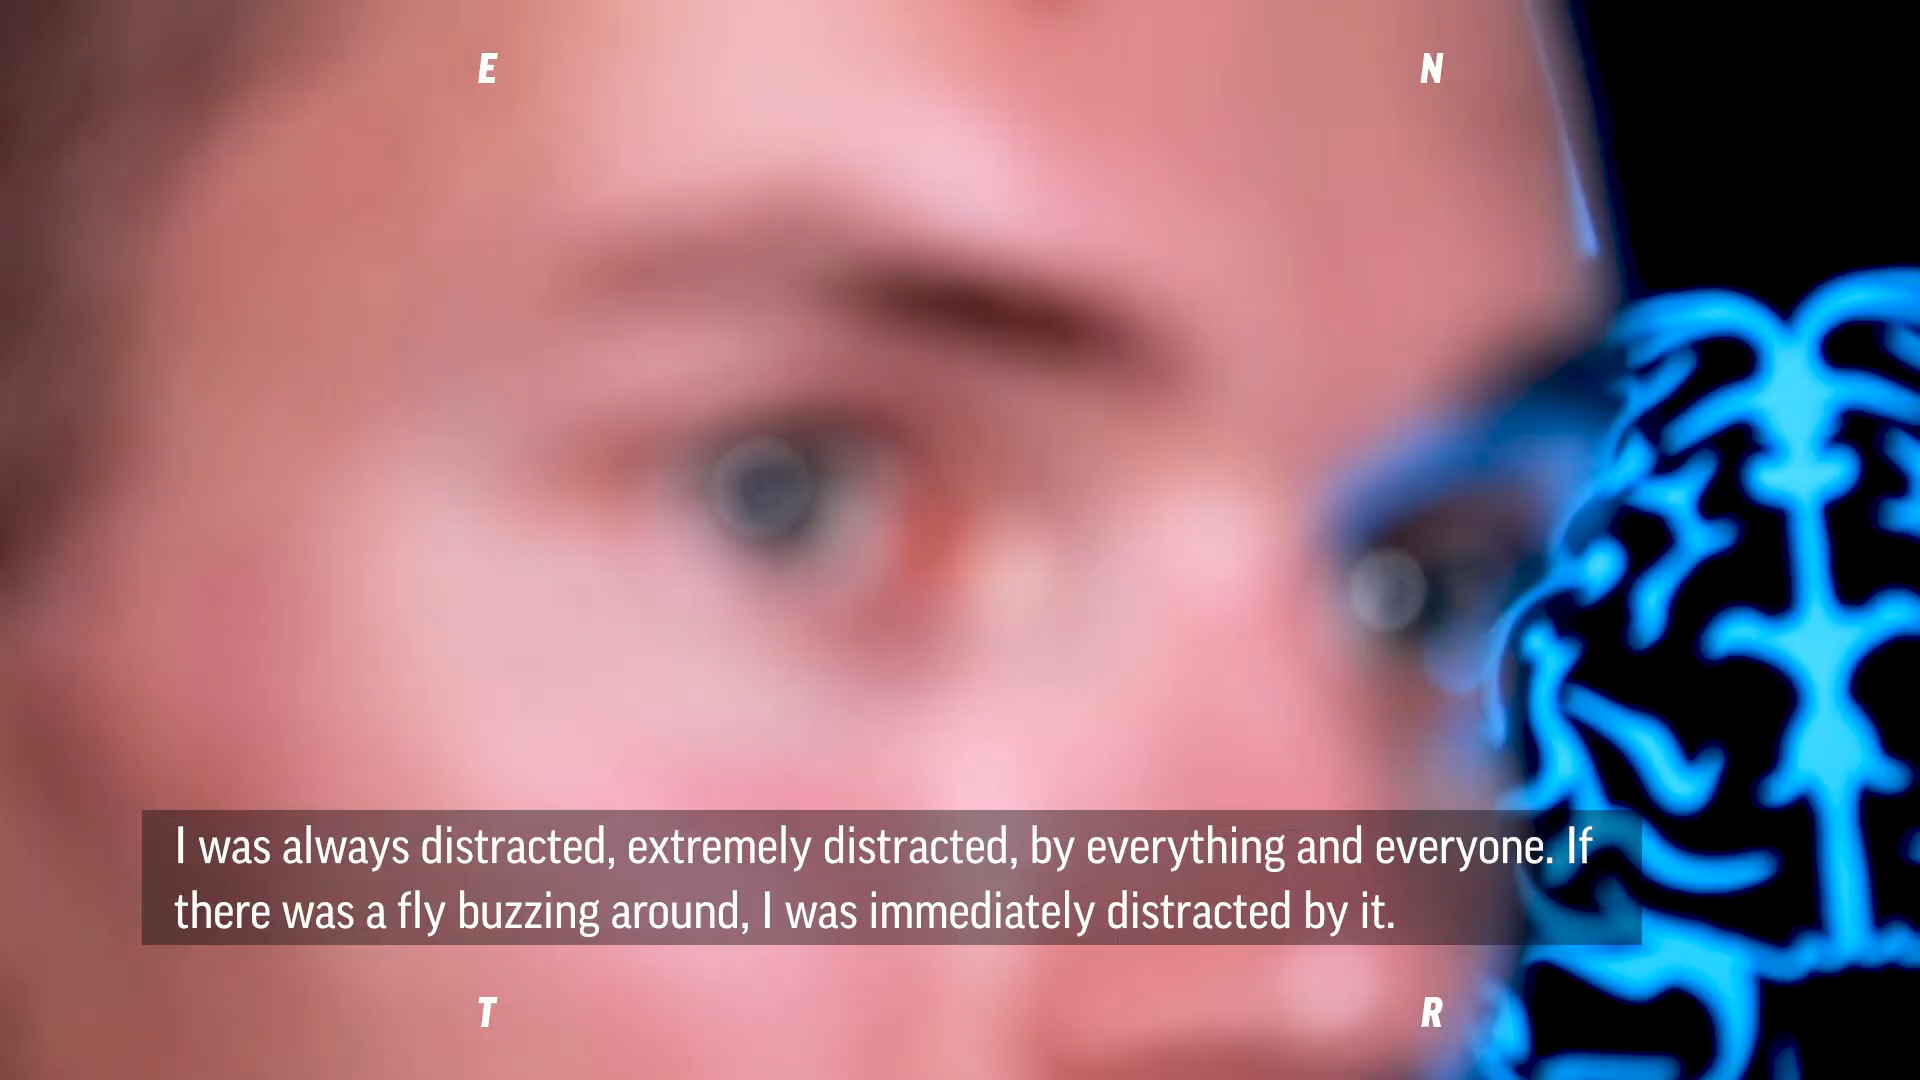 E N
I was always distracted, extremely distracted, by everything and everyone. If
there was a fly buzzing around, I was immediately distracted by it.
T R